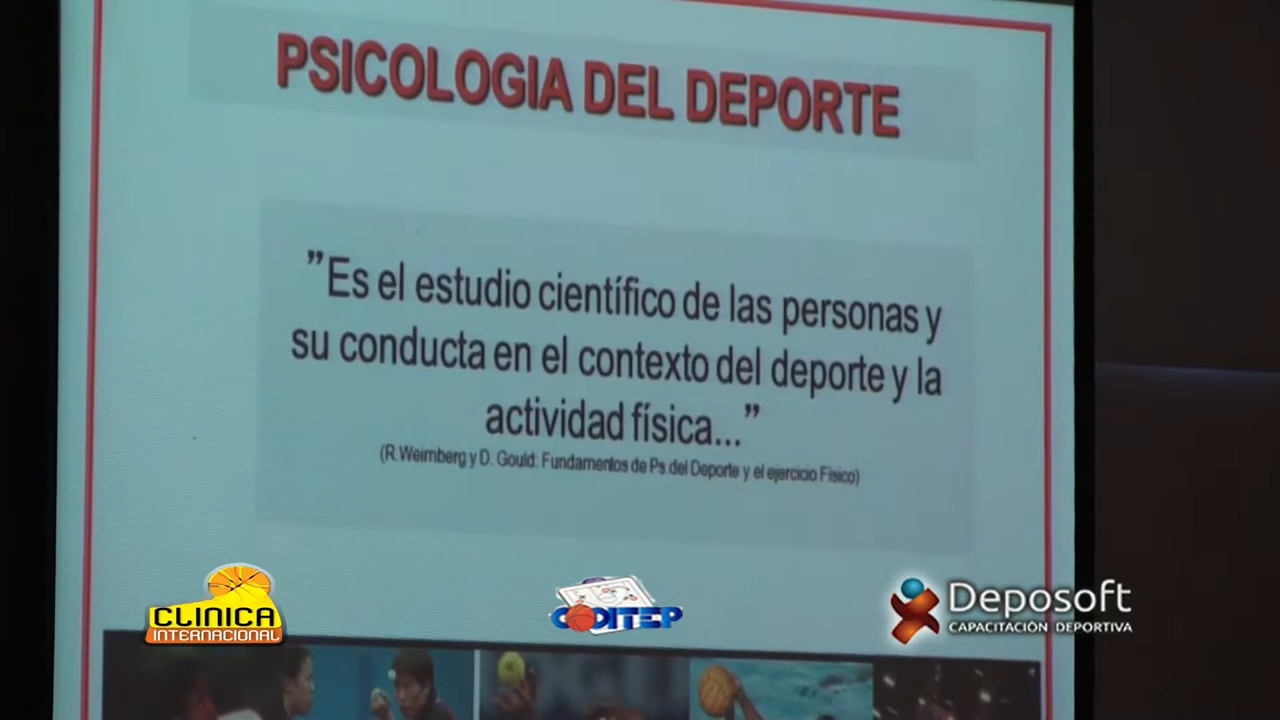 PSICOLOGIA DEL DEPORTE
”Es el estudio científico de las personas y
su conducta en el contexto del deporte y la
actividad física...”
(R.Weimberg y D. Gould: Fundamentos de Ps.del Deporte y el ejercicio Físico)
CLINICA
INTERNACIONAL
CODITEP
Deposoft
CAPACITACIÓN DEPORTIVA